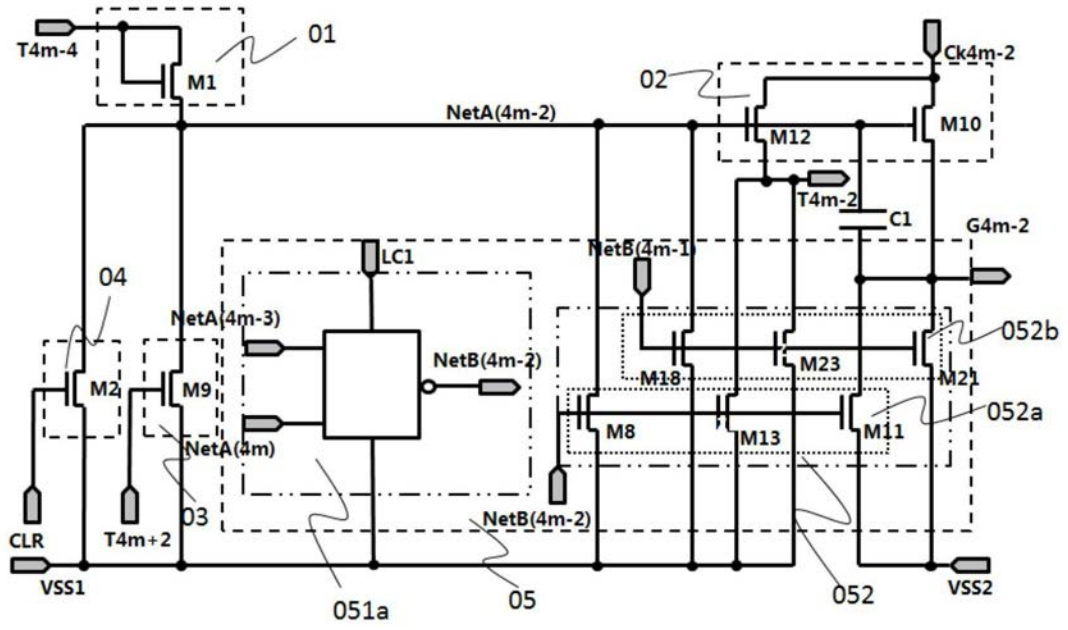 T4m-4
01
M1
Ck4m-2
02
NetA(4m-2)
M12
M10
T4m-2
C1
G4m-2
LC1
NetB(4m-1)
04
NetA(4m-3)
052b
NetB(4m-2)
M2
M9
M18
M23
M21
052a
NetA(4m)
M8
M13
M11
03
NetB(4m-2)
CLR
T4m+2
VSS1
051a
05
052
VSS2